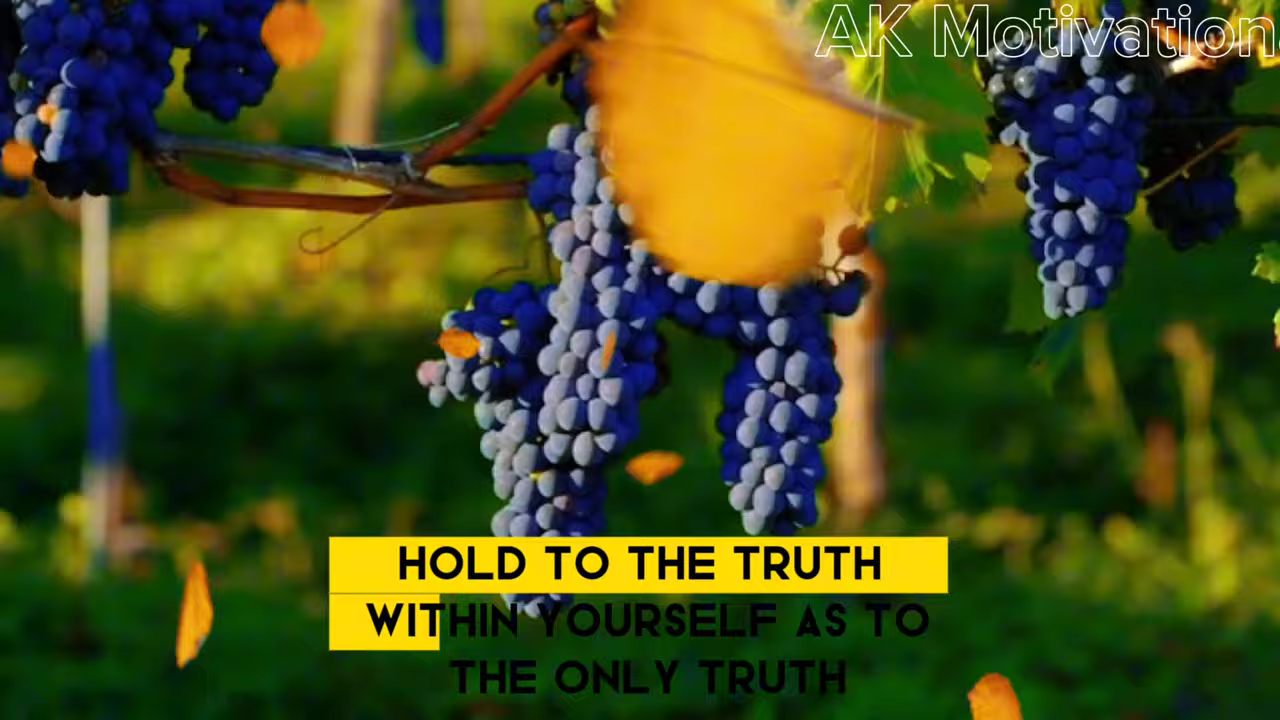 AK Motivation
HOLD TO THE TRUTH
WITHIN YOURSELF AS TO
THE ONLY TRUTH